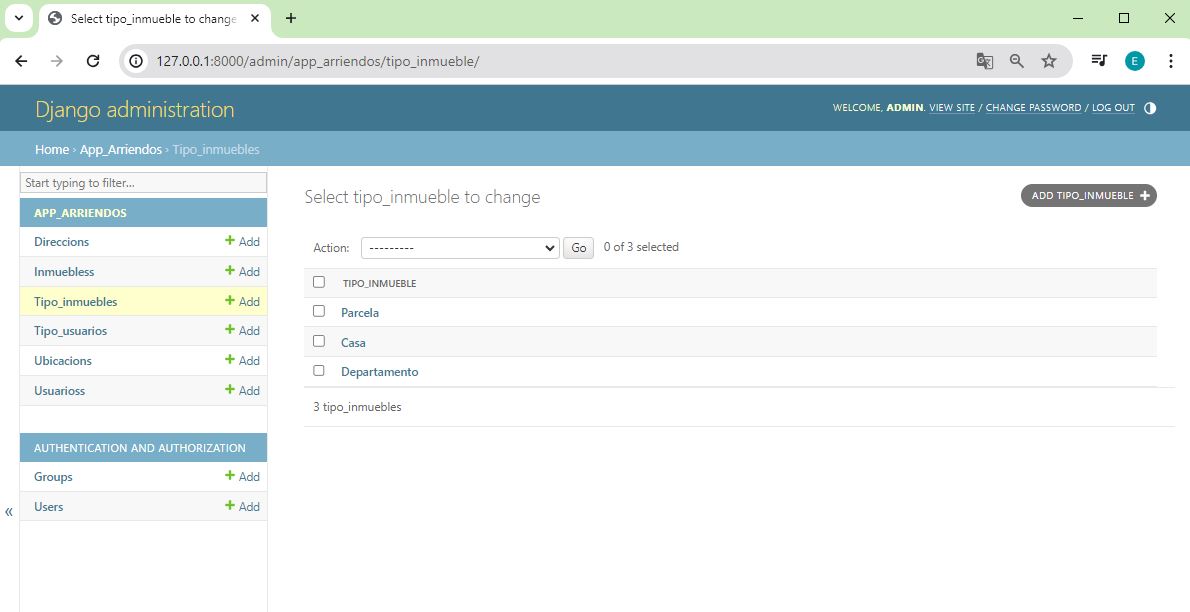 Select tipo_inmueble to change
127.0.0.1:8000/admin/app_arriendos/tipo_inmueble/
E
Django administration
WELCOME, ADMIN. VIEW SITE / CHANGE PASSWORD / LOG OUT
Home › App_Arriendos › Tipo_inmuebles
Start typing to filter...
APP_ARRIENDOS
Direccions + Add
Inmuebless + Add
Tipo_inmuebles + Add
Tipo_usuarios + Add
Ubicacions + Add
Usuarioss + Add
AUTHENTICATION AND AUTHORIZATION
Groups + Add
Users + Add
«
Select tipo_inmueble to change
ADD TIPO_INMUEBLE +
Action: --------- Go 0 of 3 selected
TIPO_INMUEBLE
Parcela
Casa
Departamento
3 tipo_inmuebles